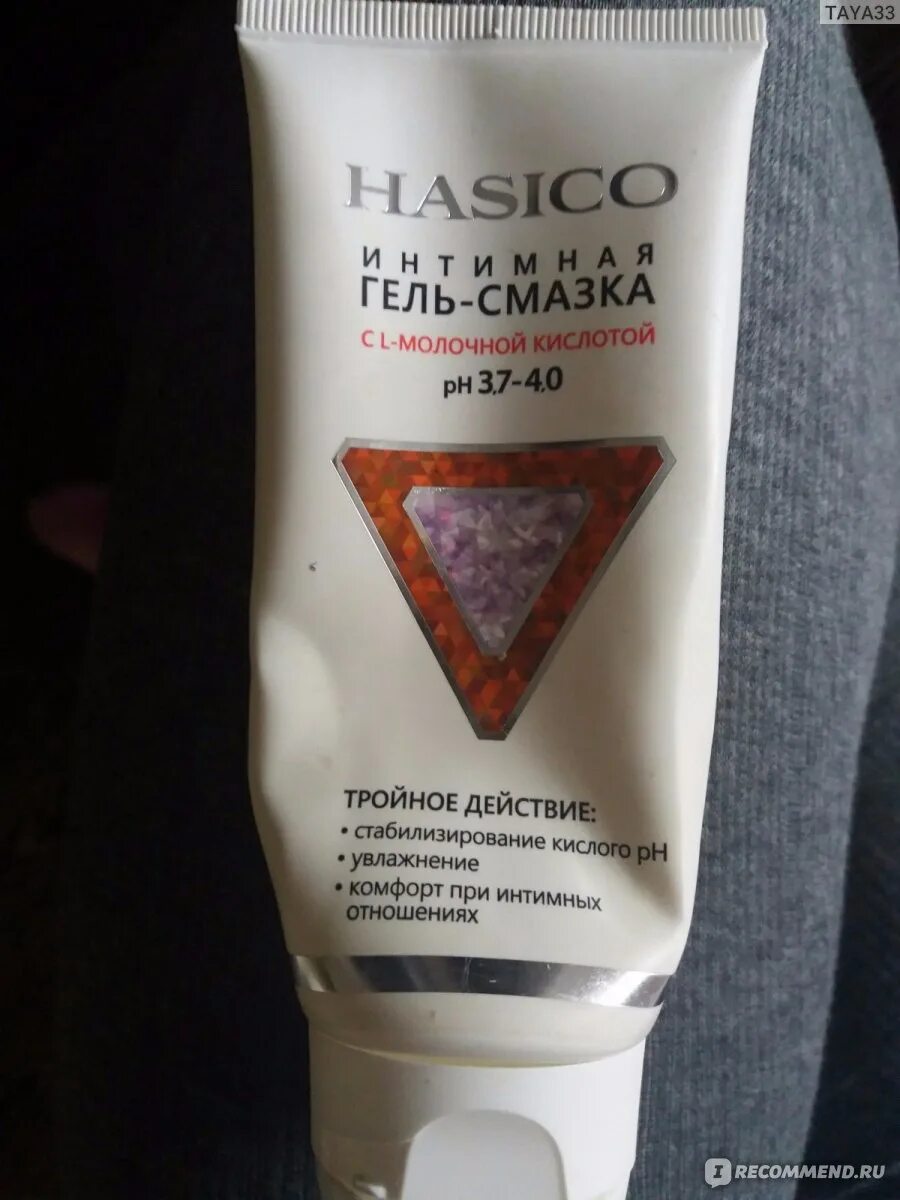 TAYA33
HASICO
ИНТИМНАЯ
ГЕЛЬ-СМАЗКА
С L-МОЛОЧНОЙ КИСЛОТОЙ
pH 3,7-4,0
ТРОЙНОЕ ДЕЙСТВИЕ:
• стабилизирование кислого pH
• увлажнение
• комфорт при интимных
отношениях
I RECOMMEND.RU